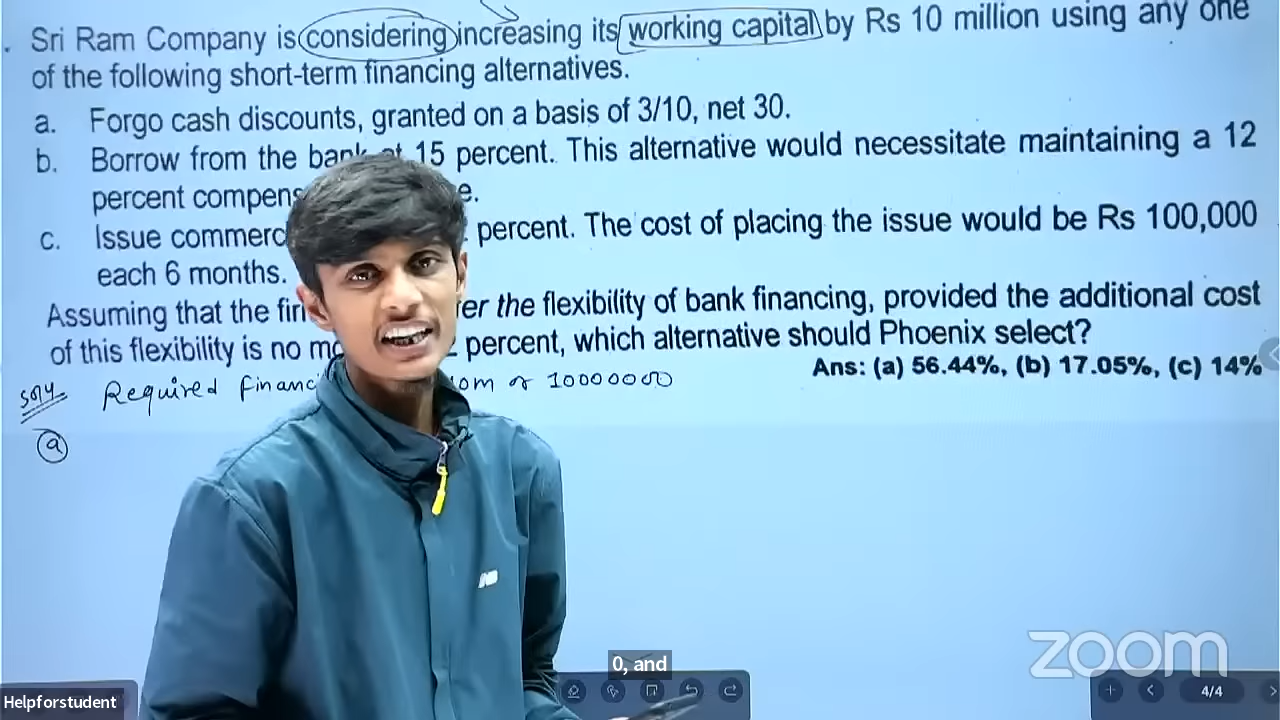 . Sri Ram Company is considering increasing its working capital by Rs 10 million using any one
of the following short-term financing alternatives.
a. Forgo cash discounts, granted on a basis of 3/10, net 30.
b. Borrow from the bank at 15 percent. This alternative would necessitate maintaining a 12
percent compens e.
c. Issue commerc percent. The cost of placing the issue would be Rs 100,000
each 6 months.
Assuming that the fir er the flexibility of bank financing, provided the additional cost
of this flexibility is no mo percent, which alternative should Phoenix select?
Ans: (a) 56.44%, (b) 17.05%, (c) 14%
Soln Required financi 10m or 10000000
a
0, and
zoom
Helpforstudent
4/4